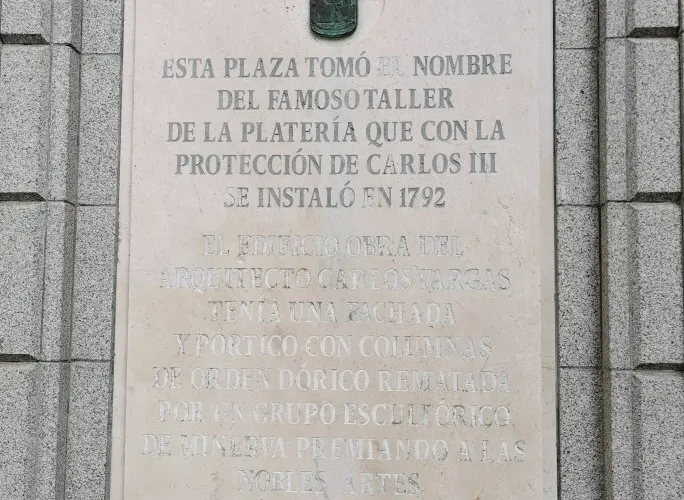 ESTA PLAZA TOMÓ EL NOMBRE
DEL FAMOSO TALLER
DE LA PLATERÍA QUE CON LA
PROTECCIÓN DE CARLOS III
SE INSTALÓ EN 1792
EL EDIFICIO OBRA DEL
ARQUITECTO CARLOS VARGAS
TENÍA UNA FACHADA
Y PÓRTICO CON COLUMNAS
DE ORDEN DÓRICO REMATADA
POR UN GRUPO ESCULTÓRICO
DE MINERVA PREMIANDO A LAS
NOBLES ARTES